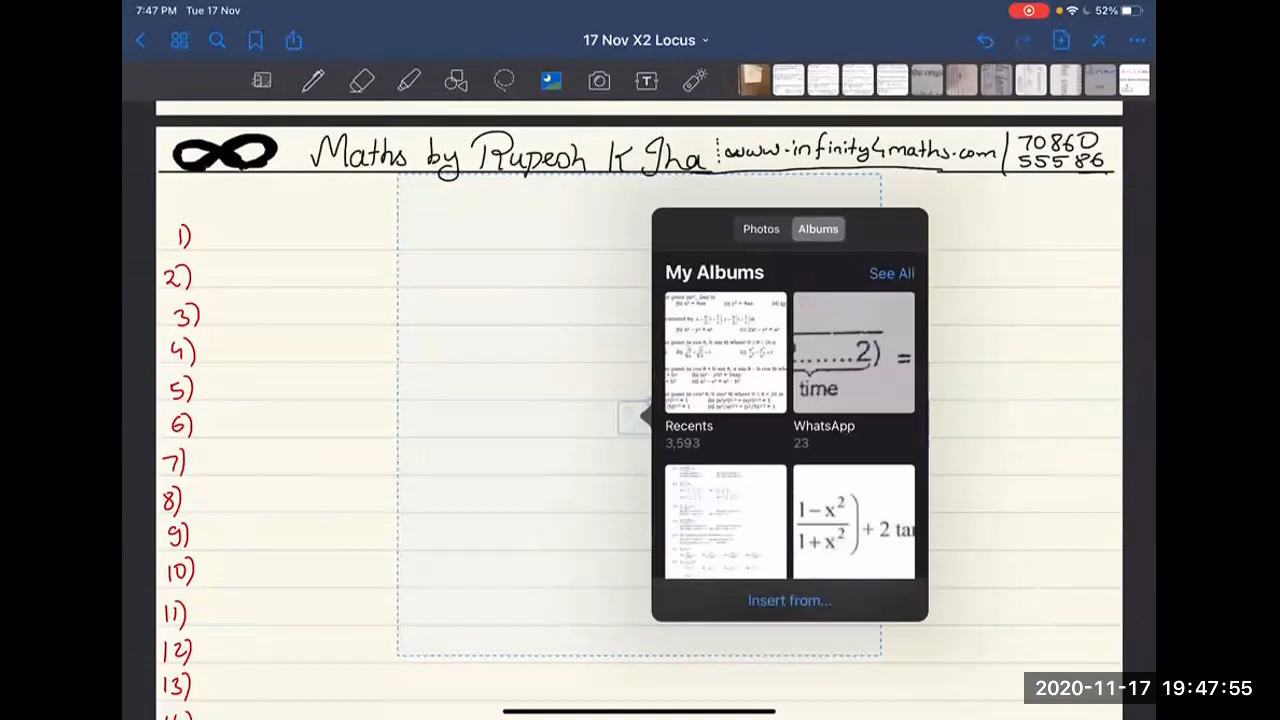 7:47 PM Tue 17 Nov
52%
17 Nov X2 Locus
Maths by Rupesh K Jha www.infinity4maths.com 70860 55586
Photos Albums
My Albums See All
2)
=
time
Recents
3,593
WhatsApp
23
1-x²
1+x²
+ 2 ta
Insert from...
1)
2)
3)
4)
5)
6)
7)
8)
9)
10)
11)
12)
13)
2020-11-17 19:47:55